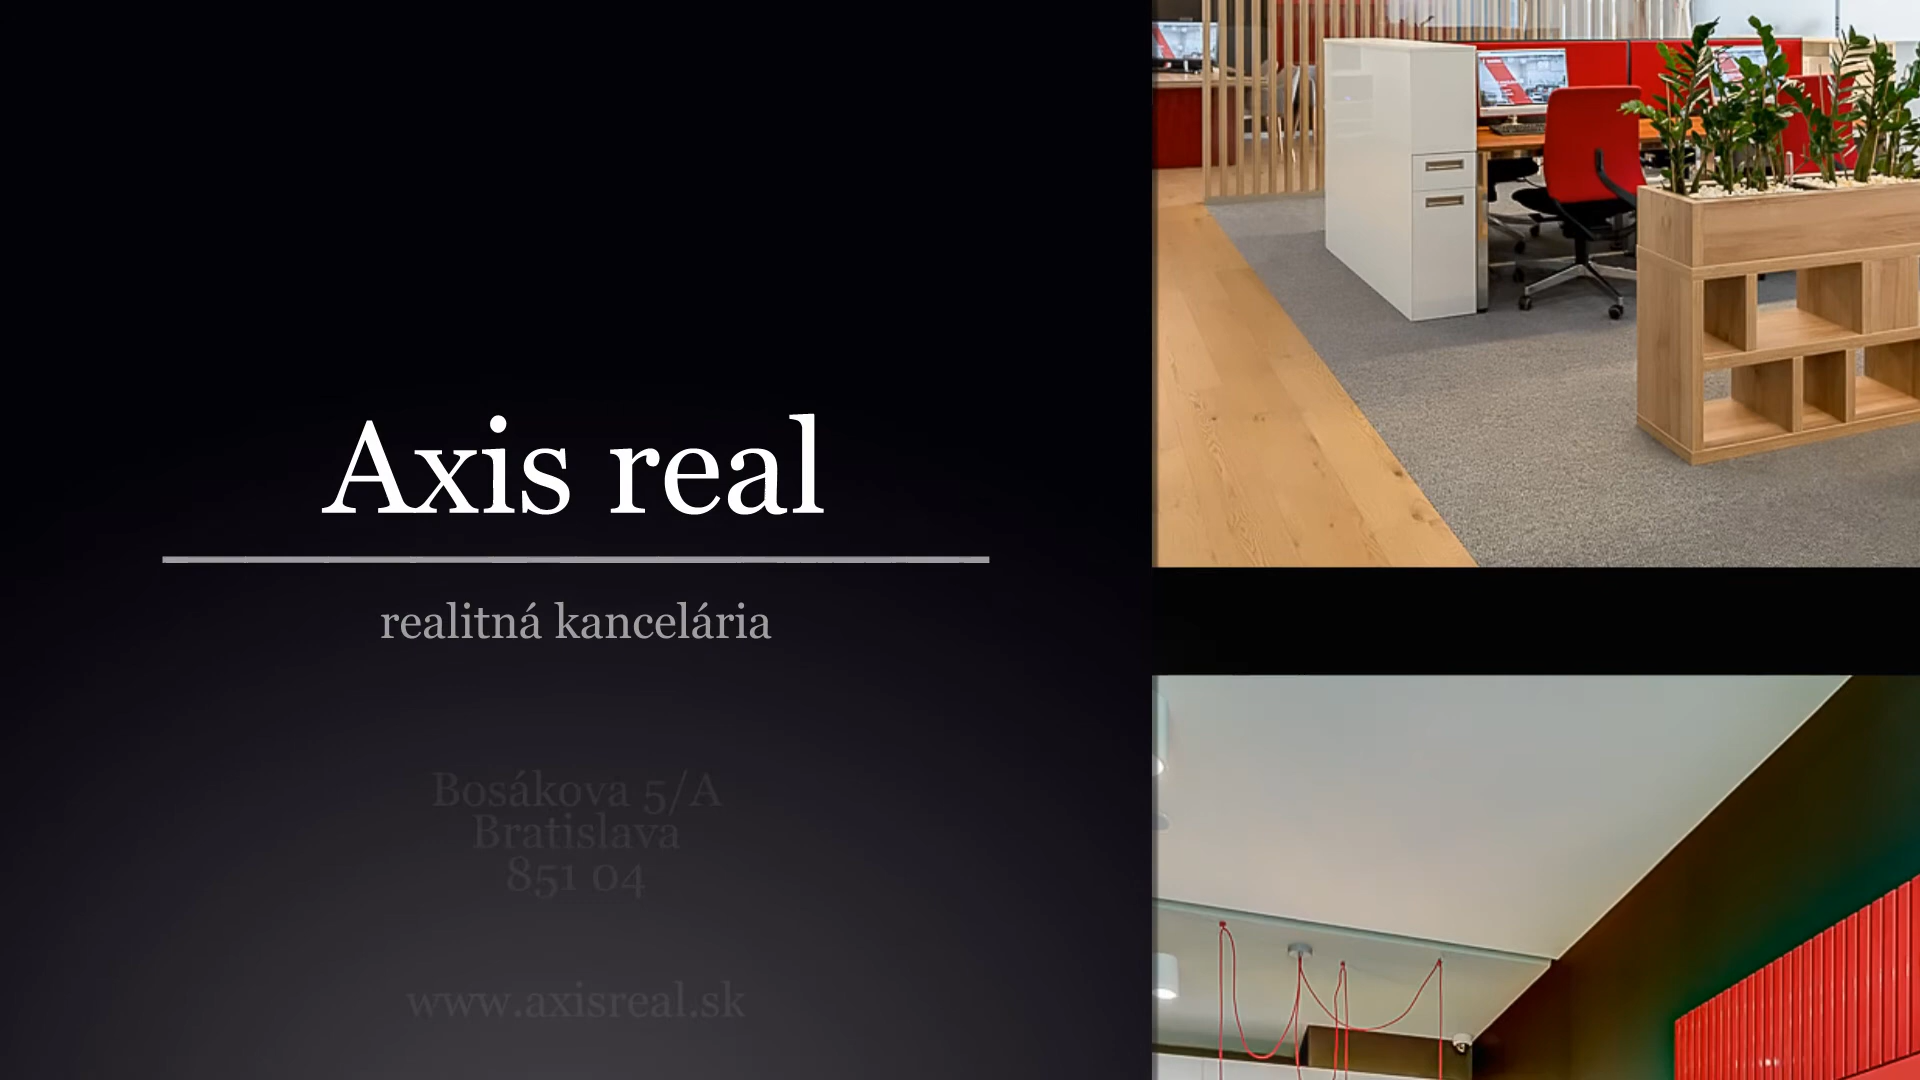 Axis real
realitná kancelária
Bosákova 5/A
Bratislava
851 04
www.axisreal.sk